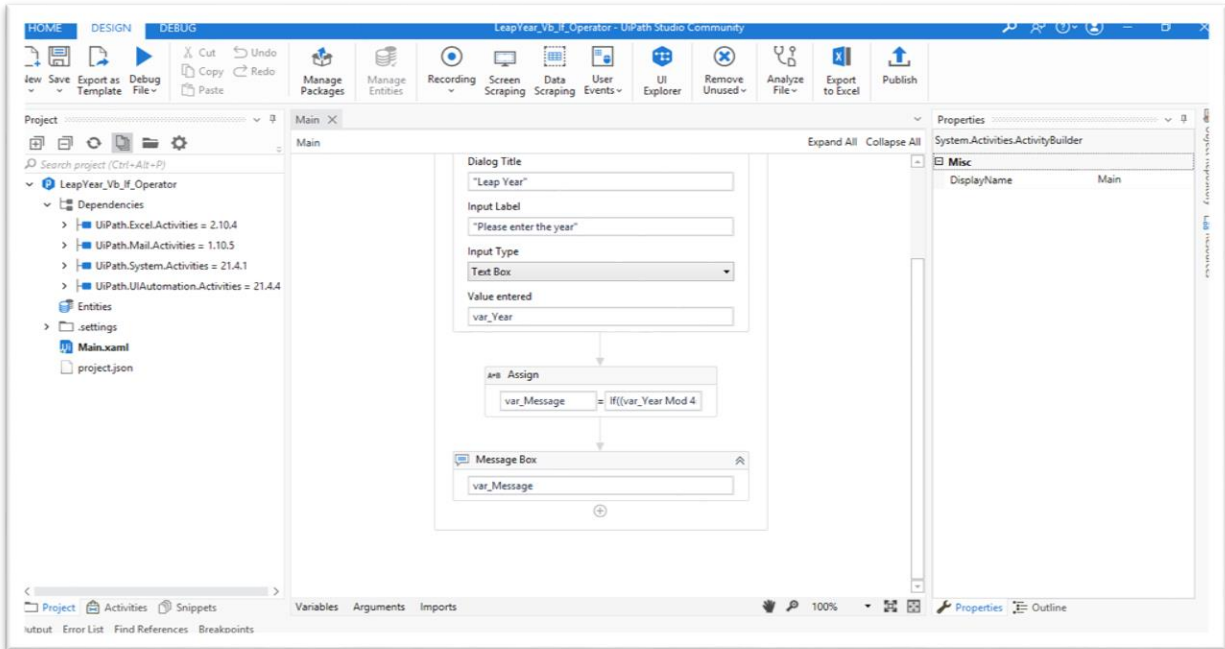 HOME DESIGN DEBUG LeapYear_Vb_If_Operator - UiPath Studio Community
New Save Export as Template Debug File Cut Copy Paste Undo Redo Manage Packages Manage Entities Recording Screen Scraping Data Scraping User Events UI Explorer Remove Unused Analyze File Export to Excel Publish
Project
Search project (Ctrl+Alt+P)
LeapYear_Vb_If_Operator
Dependencies
UiPath.Excel.Activities = 2.10.4
UiPath.Mail.Activities = 1.10.5
UiPath.System.Activities = 21.4.1
UiPath.UIAutomation.Activities = 21.4.4
Entities
.settings
Main.xaml
project.json
Main
Main Expand All Collapse All
Dialog Title
"Leap Year"
Input Label
"Please enter the year"
Input Type
Text Box
Value entered
var_Year
A+B Assign
var_Message = If((var_Year Mod 4
Message Box
var_Message
Properties
System.Activities.ActivityBuilder
Misc
DisplayName Main
Object Repository
Resources
Project Activities Snippets
Variables Arguments Imports 100%
Properties Outline
Output Error List Find References Breakpoints